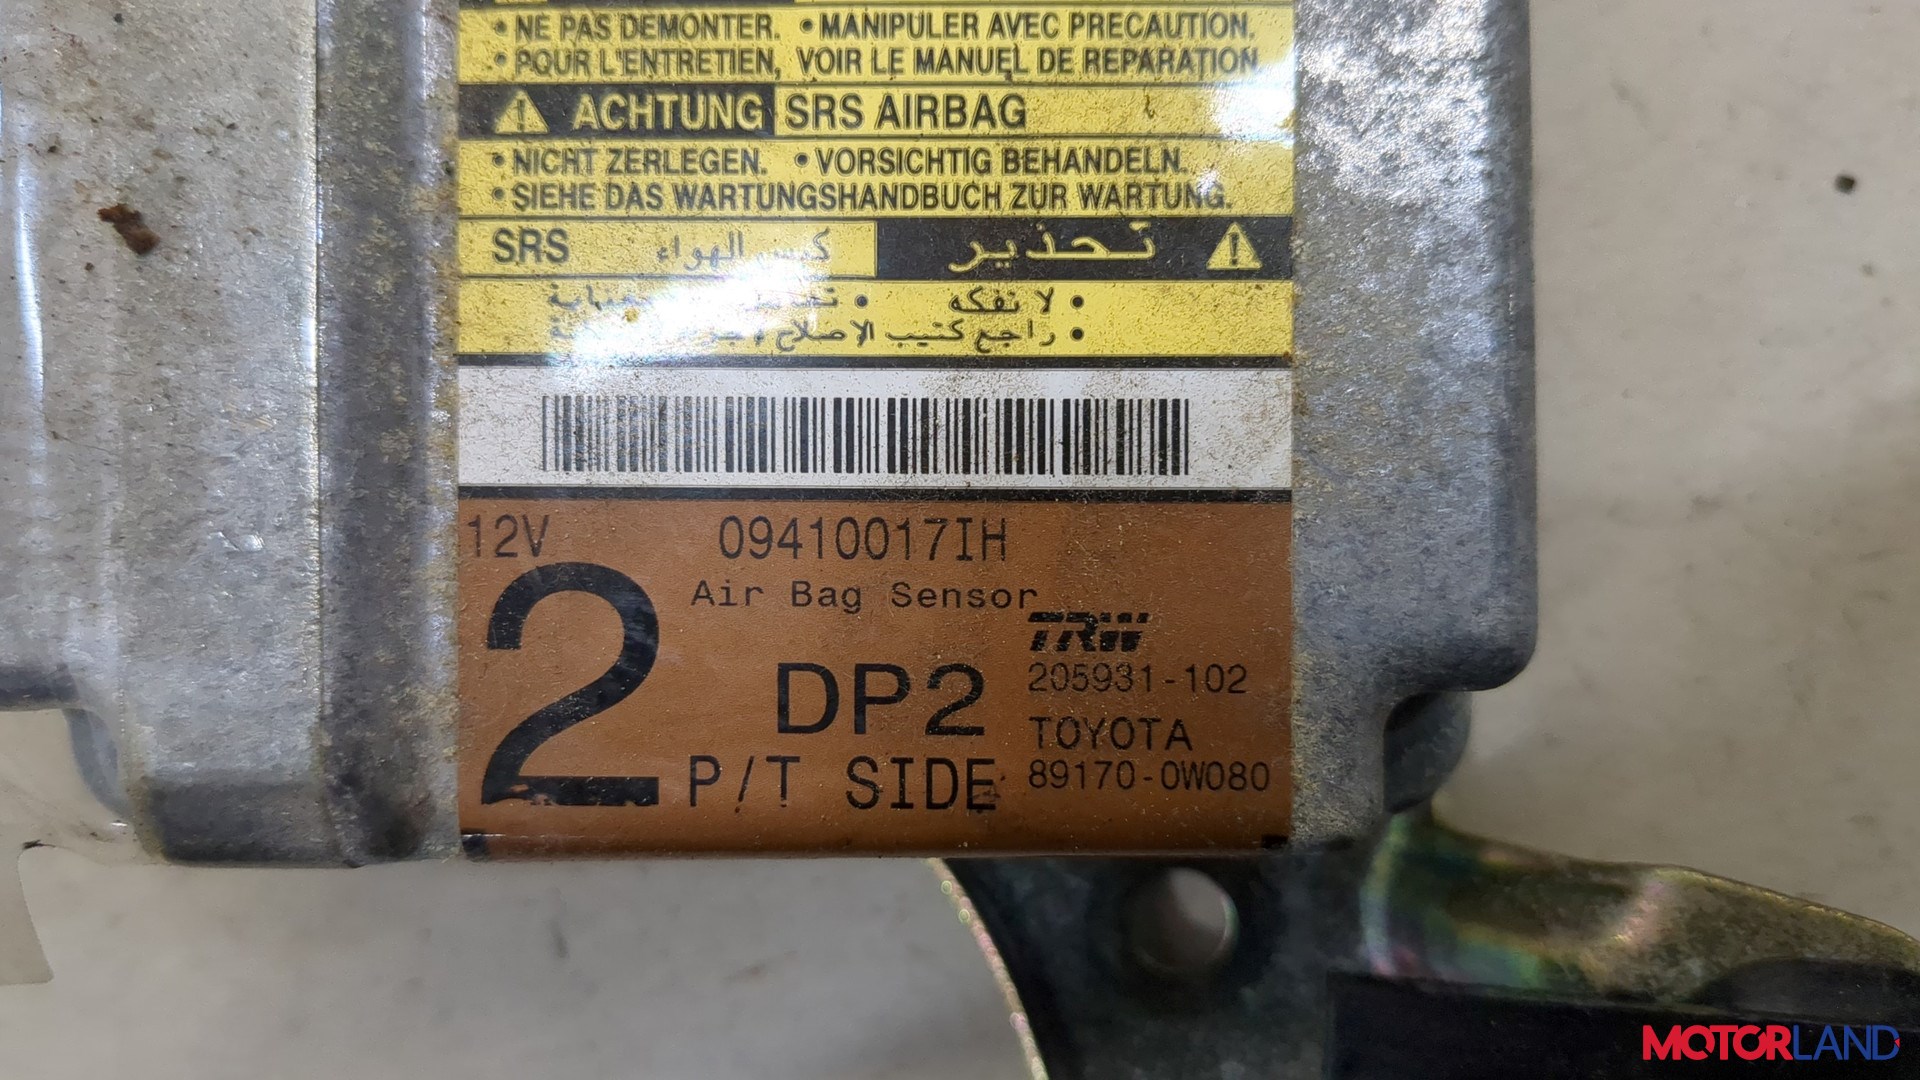 • NE PAS DEMONTER. • MANIPULER AVEC PRECAUTION.
• POUR L'ENTRETIEN, VOIR LE MANUEL DE REPARATION
⚠ ACHTUNG SRS AIRBAG
• NICHT ZERLEGEN. • VORSICHTIG BEHANDELN.
• SIEHE DAS WARTUNGSHANDBUCH ZUR WARTUNG.
⚠ تحذير كيس الهواء SRS
• لا تفكه •
• راجع كتيب الإصلاح
12V 09410017IH
Air Bag Sensor
2 DP2 TRW
205931-102
TOYOTA
P/T SIDE 89170-0W080
MOTORLAND